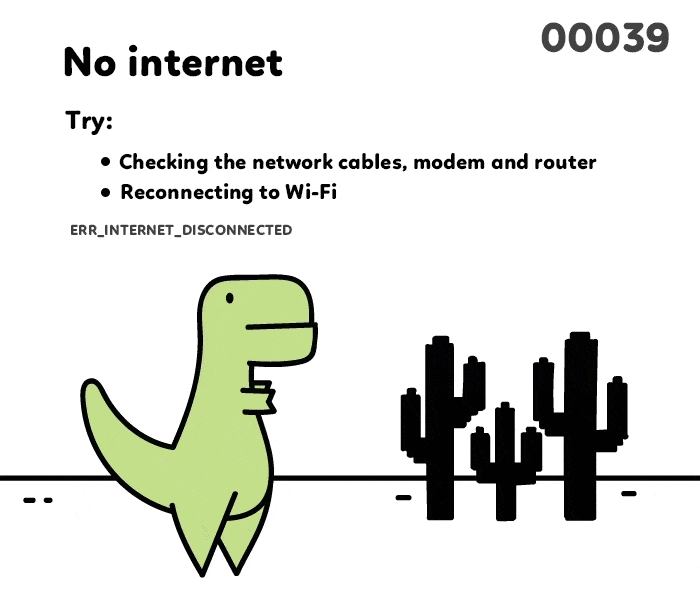 00039
No internet
Try:
• Checking the network cables, modem and router
• Reconnecting to Wi-Fi
ERR_INTERNET_DISCONNECTED